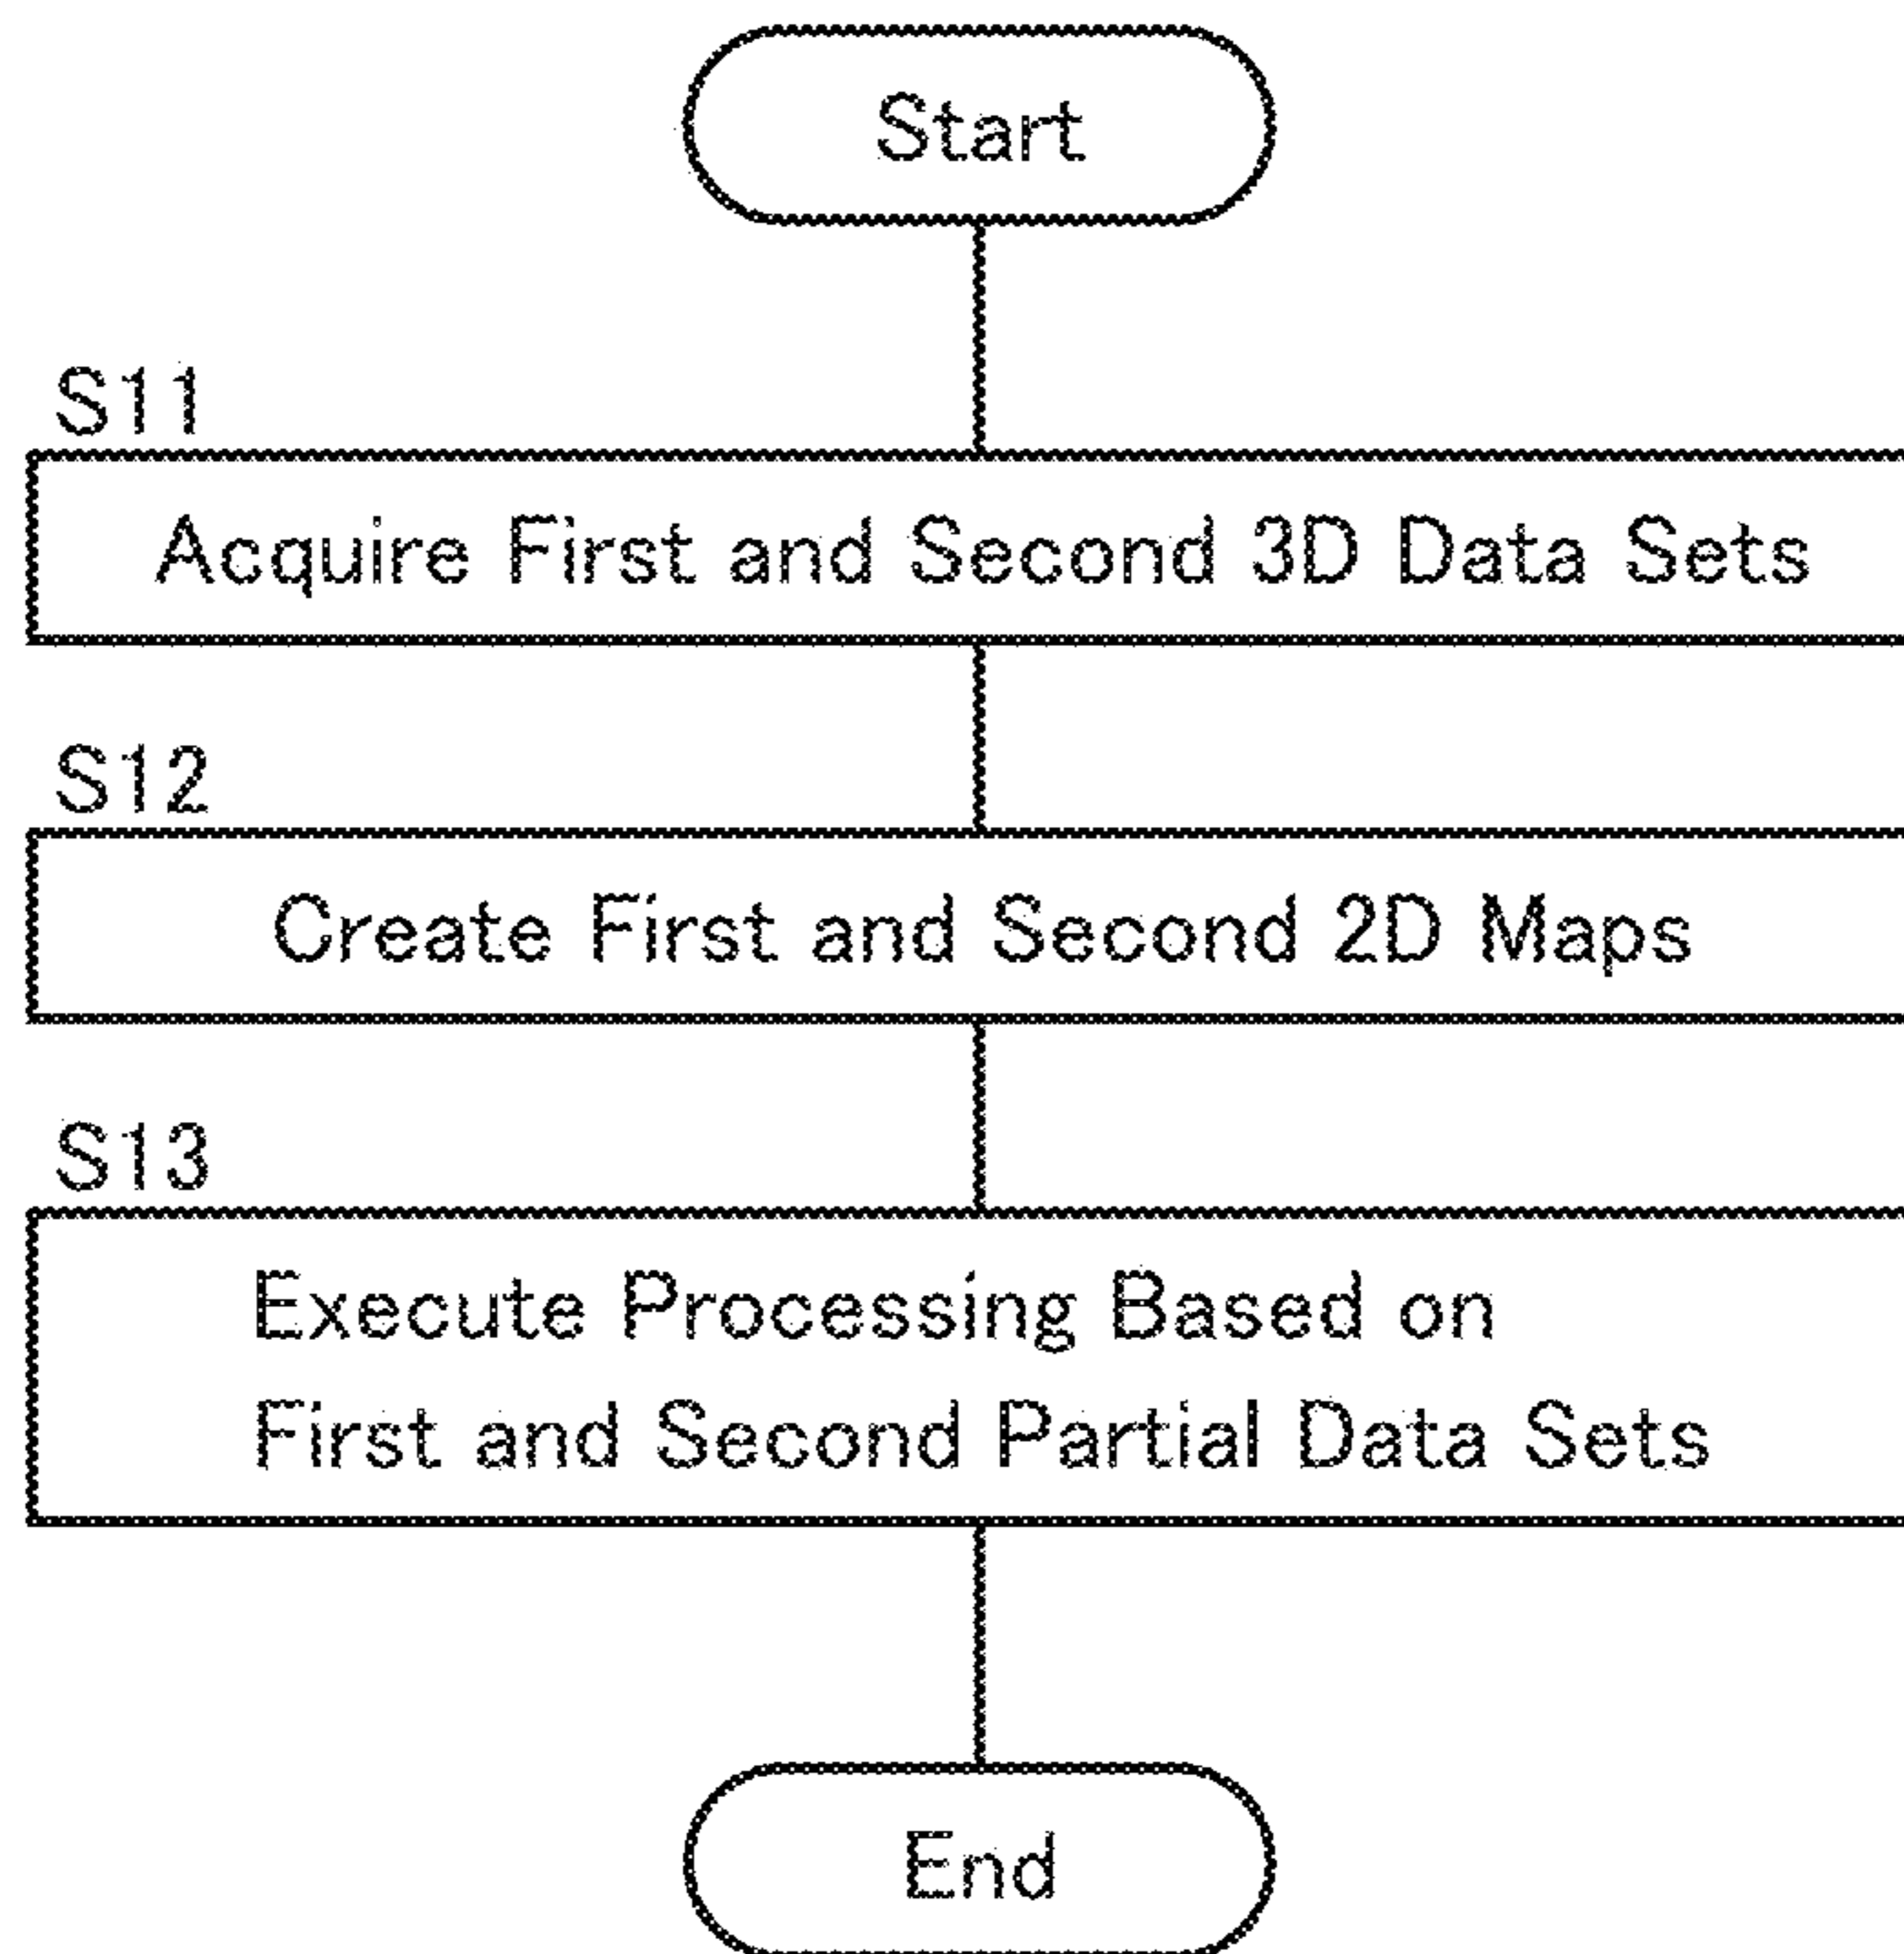 Start
S11
Acquire First and Second 3D Data Sets
S12
Create First and Second 2D Maps
S13
Execute Processing Based on
First and Second Partial Data Sets
End